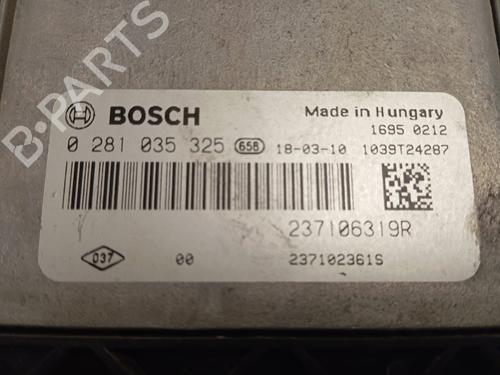 B-PARTS
BOSCH
Made in Hungary
1695 0212
0 281 035 325 658 18-03-10 1039T24287
237106319R
037 00 237102361S